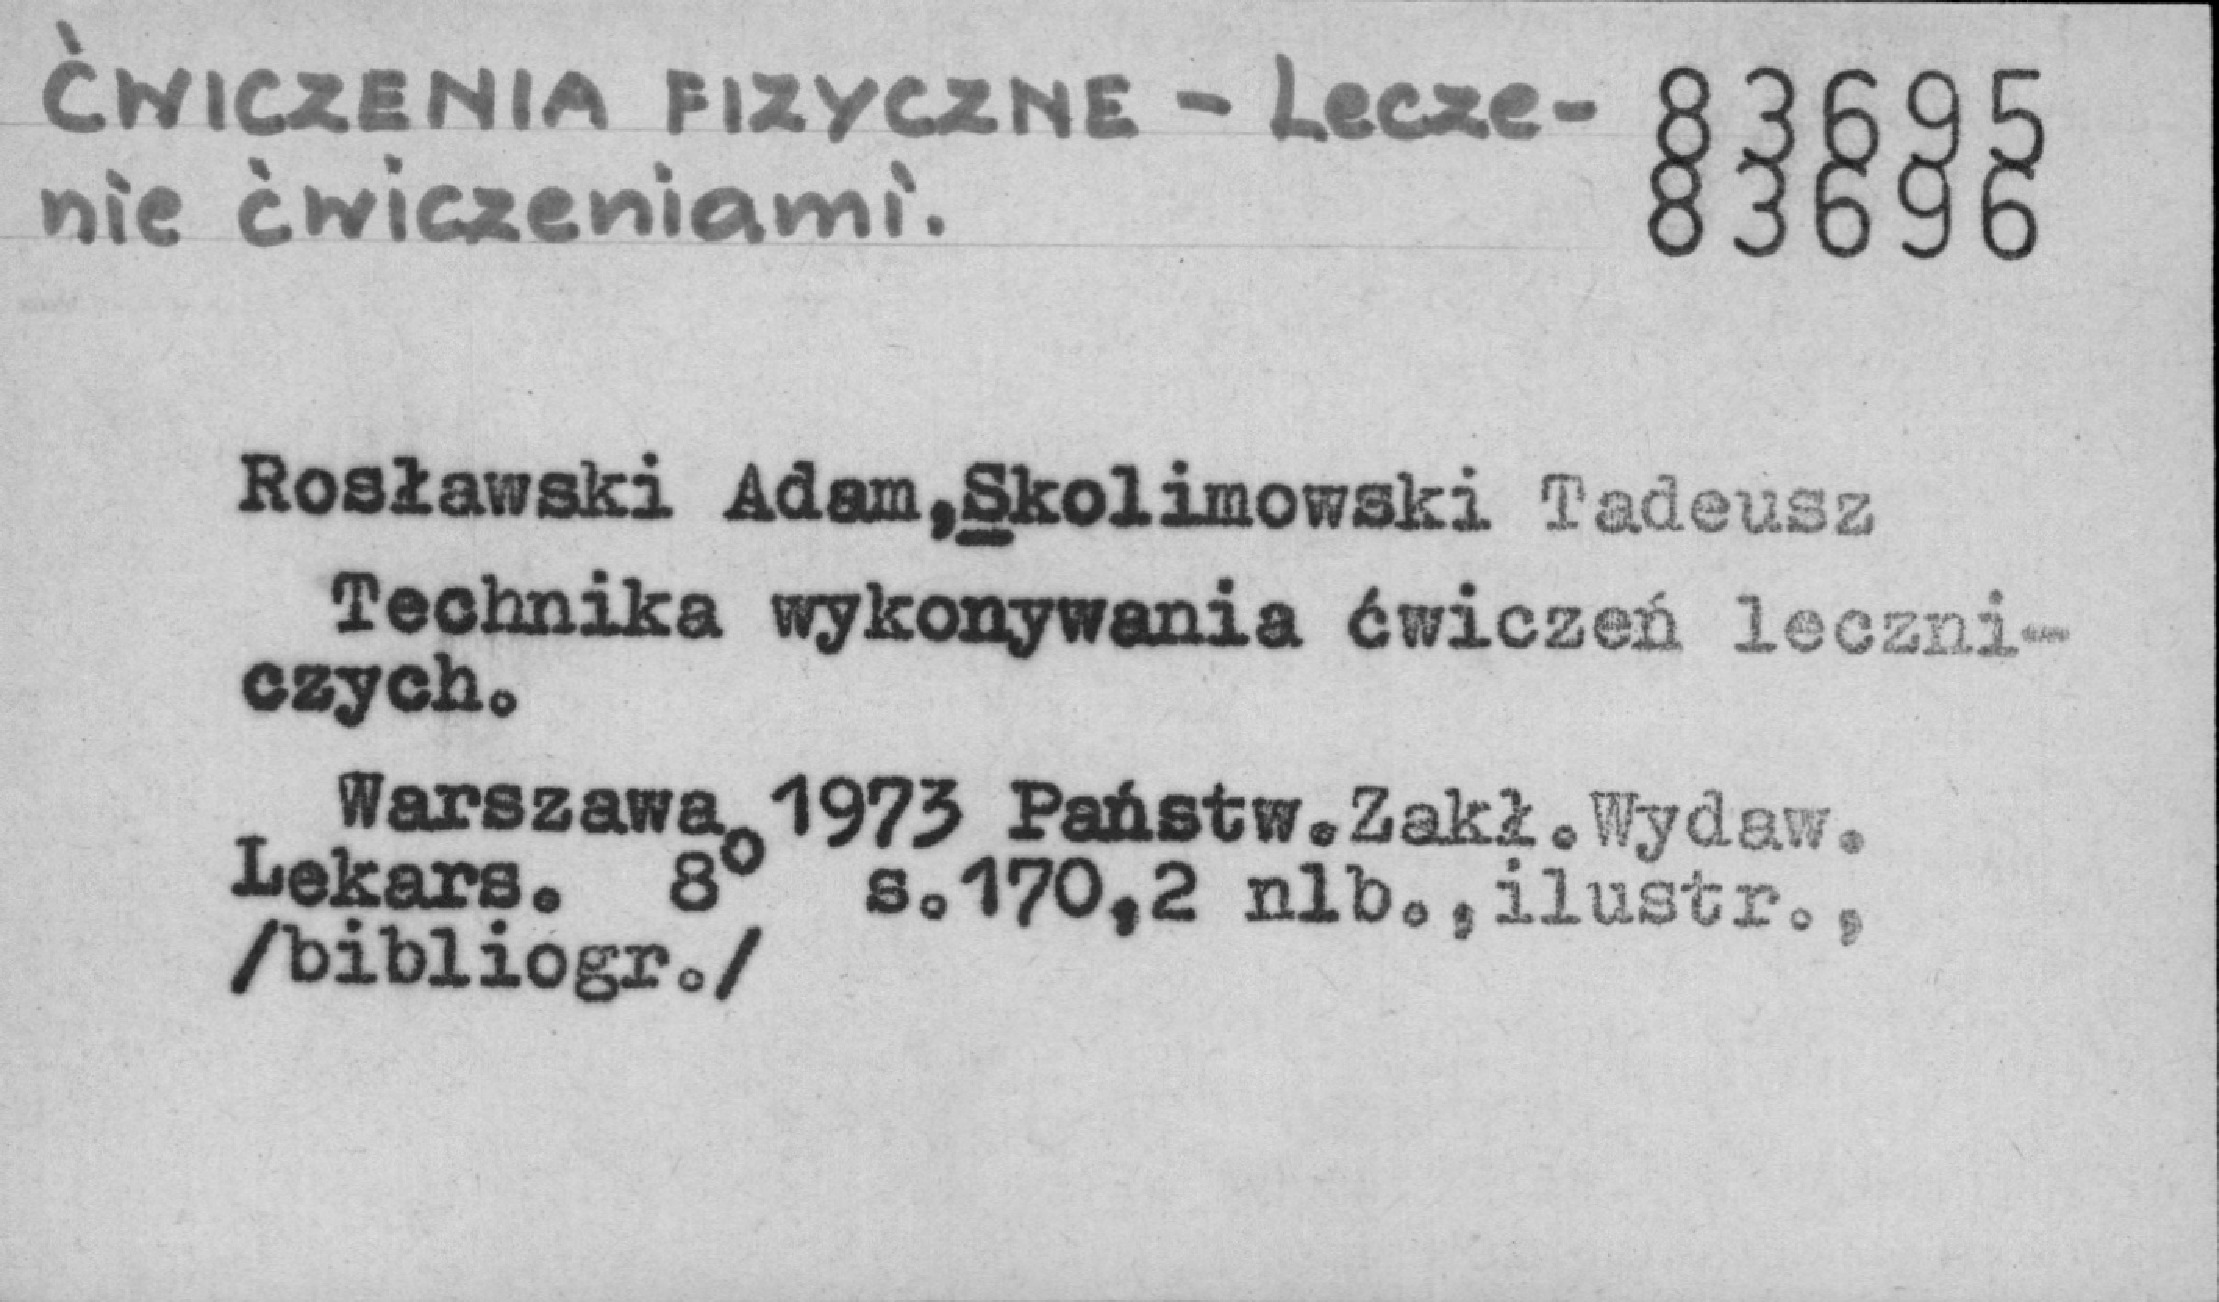 ĆWICZENIA FIZYCZNE - Lecze-
nie ćwiczeniami.
83695
83696
Rosławski Adam,Skolimowski Tadeusz
Technika wykonywania ćwiczeń leczni-
czych.
Warszawa 1973 Państw.Zakł.Wydaw.
Lekars. 8° s.170,2 nlb.,ilustr.,
/bibliogr./